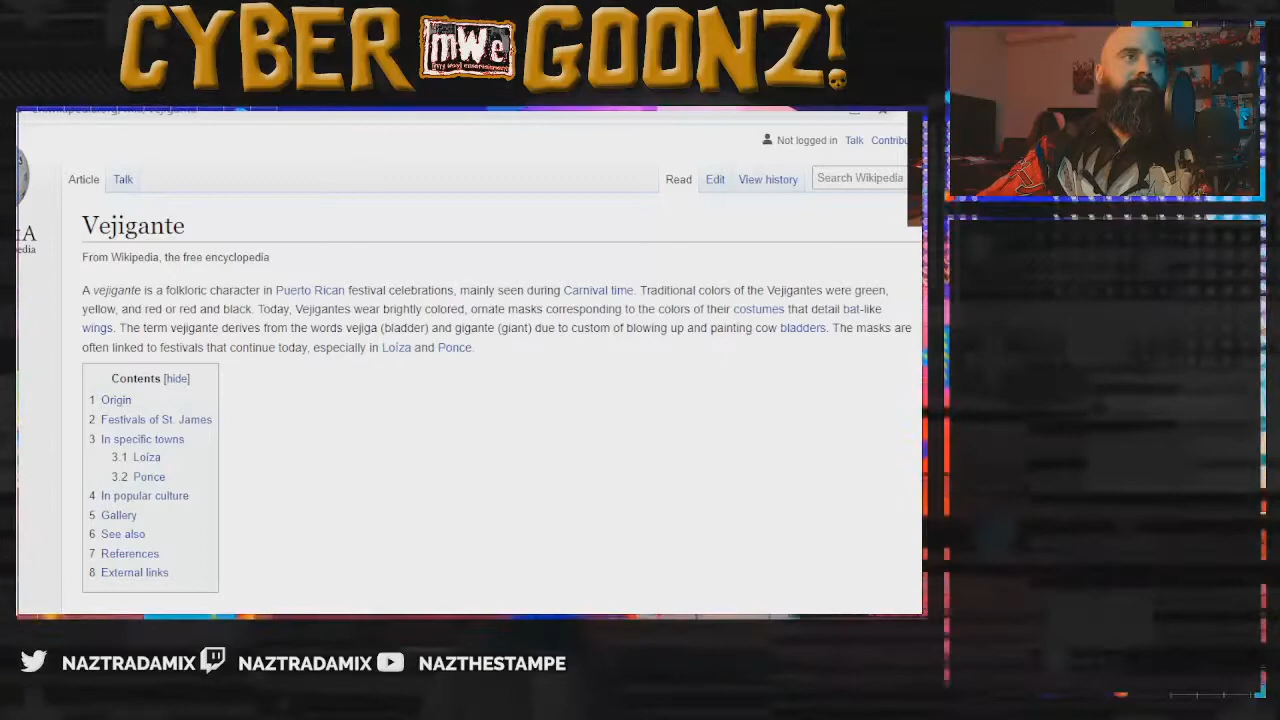 CYBER mwe GOONZ!
Not logged in Talk
Article Talk Read Edit View history Search Wikipedia
Vejigante
From Wikipedia, the free encyclopedia
A vejigante is a folkloric character in Puerto Rican festival celebrations, mainly seen during Carnival time. Traditional colors of the Vejigantes were green,
yellow, and red or red and black. Today, Vejigantes wear brightly colored, ornate masks corresponding to the colors of their costumes that detail bat-like
wings. The term vejigante derives from the words vejiga (bladder) and gigante (giant) due to custom of blowing up and painting cow bladders. The masks are
often linked to festivals that continue today, especially in Loíza and Ponce.
Contents [hide]
1 Origin
2 Festivals of St. James
3 In specific towns
3.1 Loíza
3.2 Ponce
4 In popular culture
5 Gallery
6 See also
7 References
8 External links
NAZTRADAMIX NAZTRADAMIX NAZTHESTAMPE